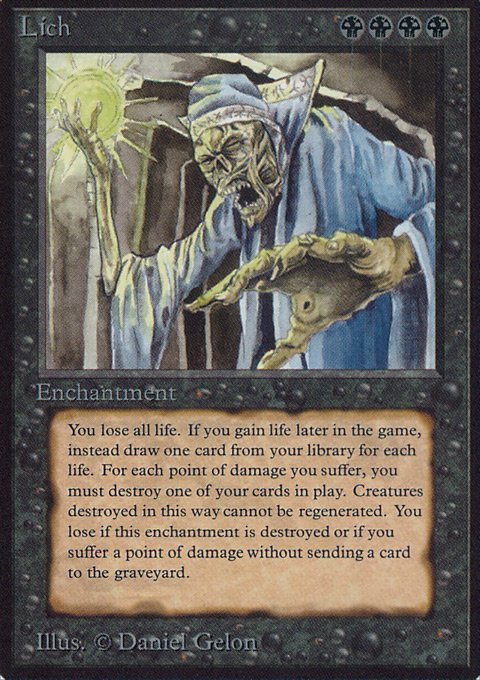 Lich
Enchantment
You lose all life. If you gain life later in the game,
instead draw one card from your library for each
life. For each point of damage you suffer, you
must destroy one of your cards in play. Creatures
destroyed in this way cannot be regenerated. You
lose if this enchantment is destroyed or if you
suffer a point of damage without sending a card
to the graveyard.
Illus. © Daniel Gelon